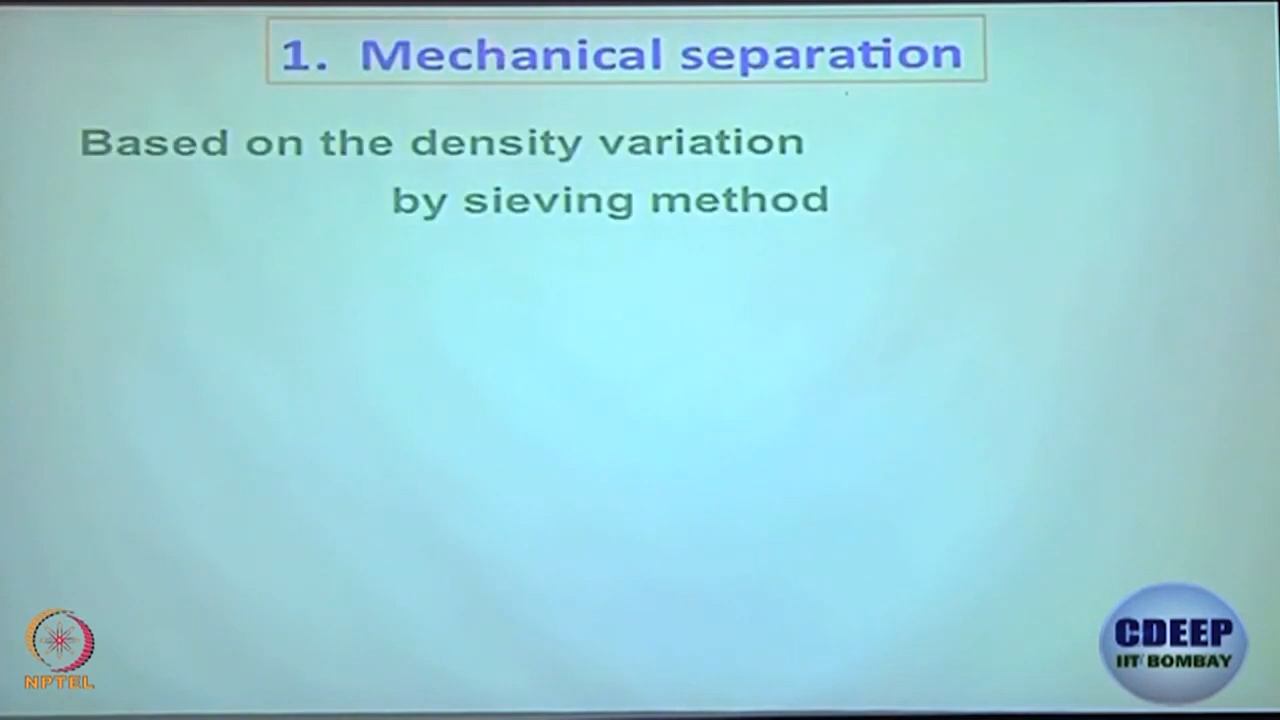 1. Mechanical separation
Based on the density variation
by sieving method
NPTEL
CDEEP
IIT BOMBAY